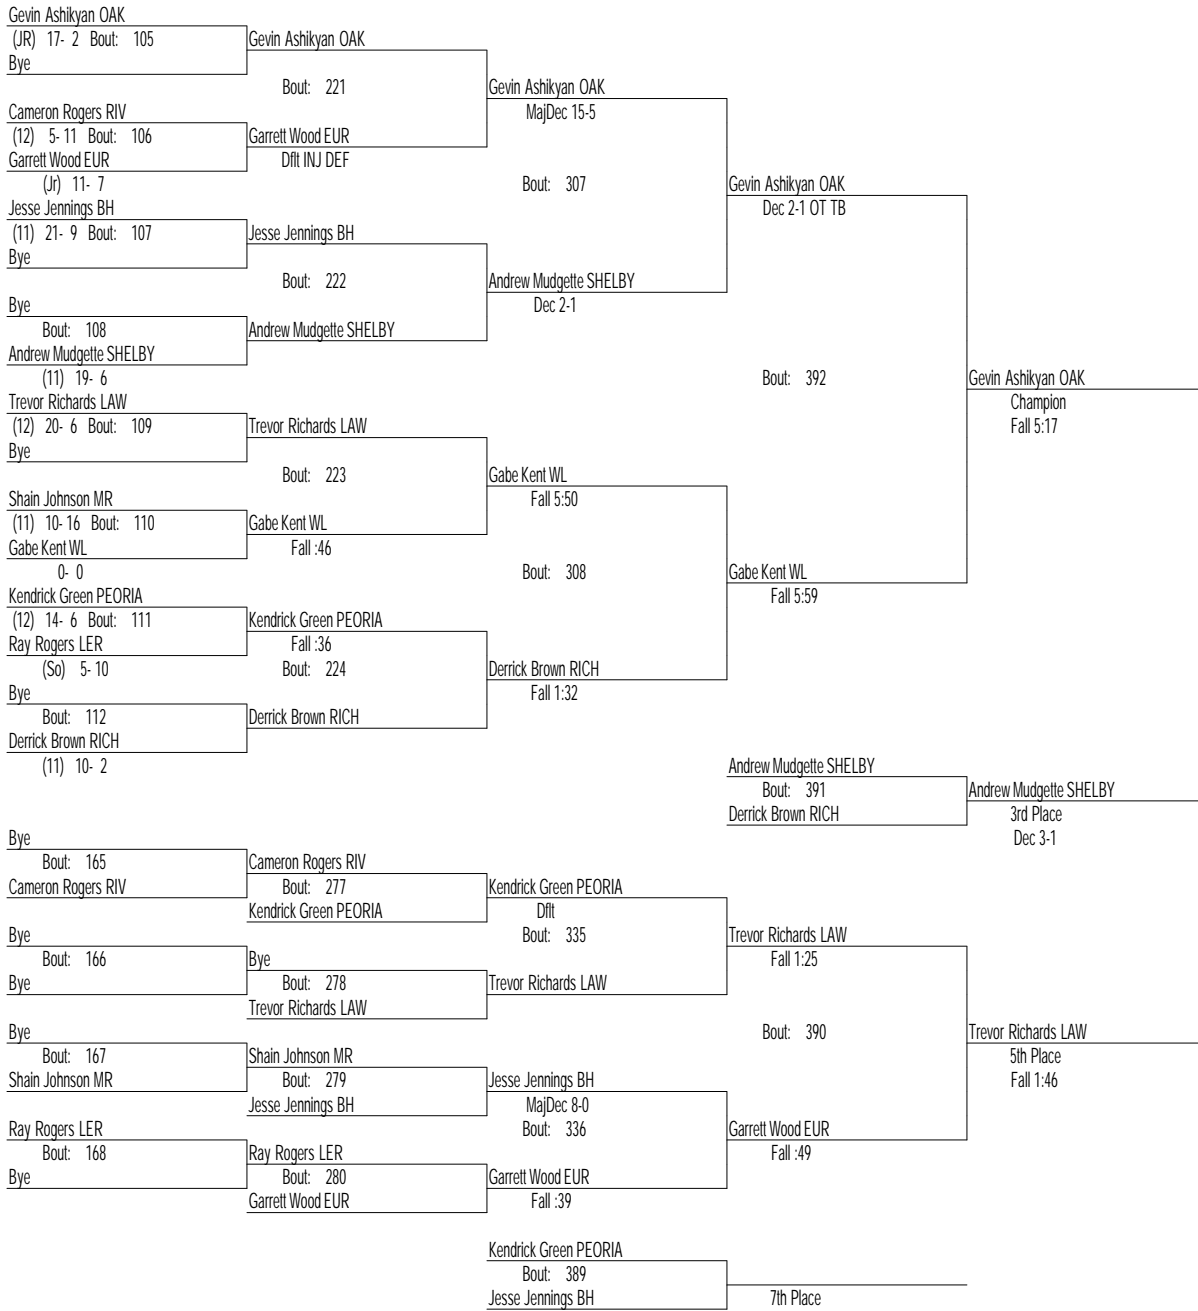 Gevin Ashikyan OAK
(JR) 17- 2 Bout: 105
Bye
Gevin Ashikyan OAK
Bout: 221
Cameron Rogers RIV
(12) 5- 11 Bout: 106
Garrett Wood EUR
(Jr) 11- 7
Garrett Wood EUR
Dflt INJ DEF
Gevin Ashikyan OAK
MajDec 15-5
Bout: 307
Jesse Jennings BH
(11) 21- 9 Bout: 107
Bye
Jesse Jennings BH
Bout: 222
Bye
Bout: 108
Andrew Mudgette SHELBY
(11) 19- 6
Andrew Mudgette SHELBY
Andrew Mudgette SHELBY
Dec 2-1
Gevin Ashikyan OAK
Dec 2-1 OT TB
Bout: 392
Gevin Ashikyan OAK
Champion
Fall 5:17
Trevor Richards LAW
(12) 20- 6 Bout: 109
Bye
Trevor Richards LAW
Bout: 223
Shain Johnson MR
(11) 10- 16 Bout: 110
Gabe Kent WL
0- 0
Gabe Kent WL
Fall :46
Gabe Kent WL
Fall 5:50
Bout: 308
Gabe Kent WL
Fall 5:59
Kendrick Green PEORIA
(12) 14- 6 Bout: 111
Ray Rogers LER
(So) 5- 10
Kendrick Green PEORIA
Fall :36
Bout: 224
Bye
Bout: 112
Derrick Brown RICH
(11) 10- 2
Derrick Brown RICH
Derrick Brown RICH
Fall 1:32
Andrew Mudgette SHELBY
Bout: 391
Derrick Brown RICH
Andrew Mudgette SHELBY
3rd Place
Dec 3-1
Bye
Bout: 165
Cameron Rogers RIV
Cameron Rogers RIV
Bout: 277
Kendrick Green PEORIA
Kendrick Green PEORIA
Dflt
Bout: 335
Bye
Bout: 166
Bye
Bye
Bout: 278
Trevor Richards LAW
Trevor Richards LAW
Trevor Richards LAW
Fall 1:25
Bout: 390
Trevor Richards LAW
5th Place
Fall 1:46
Bye
Bout: 167
Shain Johnson MR
Shain Johnson MR
Bout: 279
Jesse Jennings BH
Jesse Jennings BH
MajDec 8-0
Bout: 336
Ray Rogers LER
Bout: 168
Bye
Ray Rogers LER
Bout: 280
Garrett Wood EUR
Garrett Wood EUR
Fall :39
Garrett Wood EUR
Fall :49
Kendrick Green PEORIA
Bout: 389
Jesse Jennings BH
7th Place